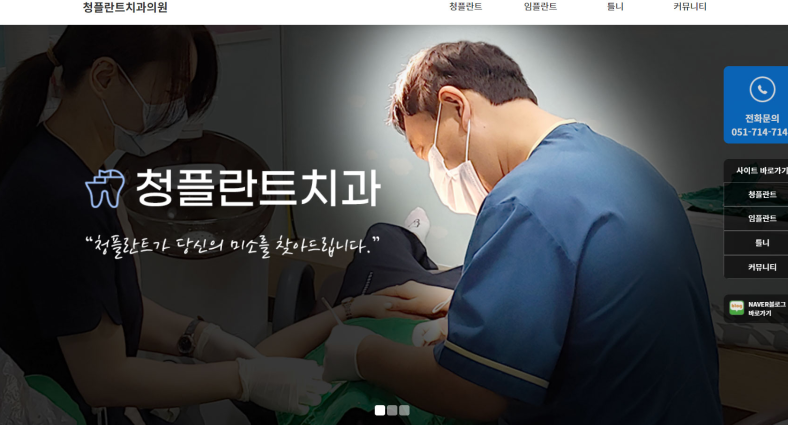 청플란트치과의원
청플란트 임플란트 틀니 커뮤니티
청플란트치과
“청플란트가 당신의 미소를 찾아드립니다.”
전화문의
051-714-714
사이트 바로가기
청플란트
임플란트
틀니
커뮤니티
NAVER블로그
바로가기